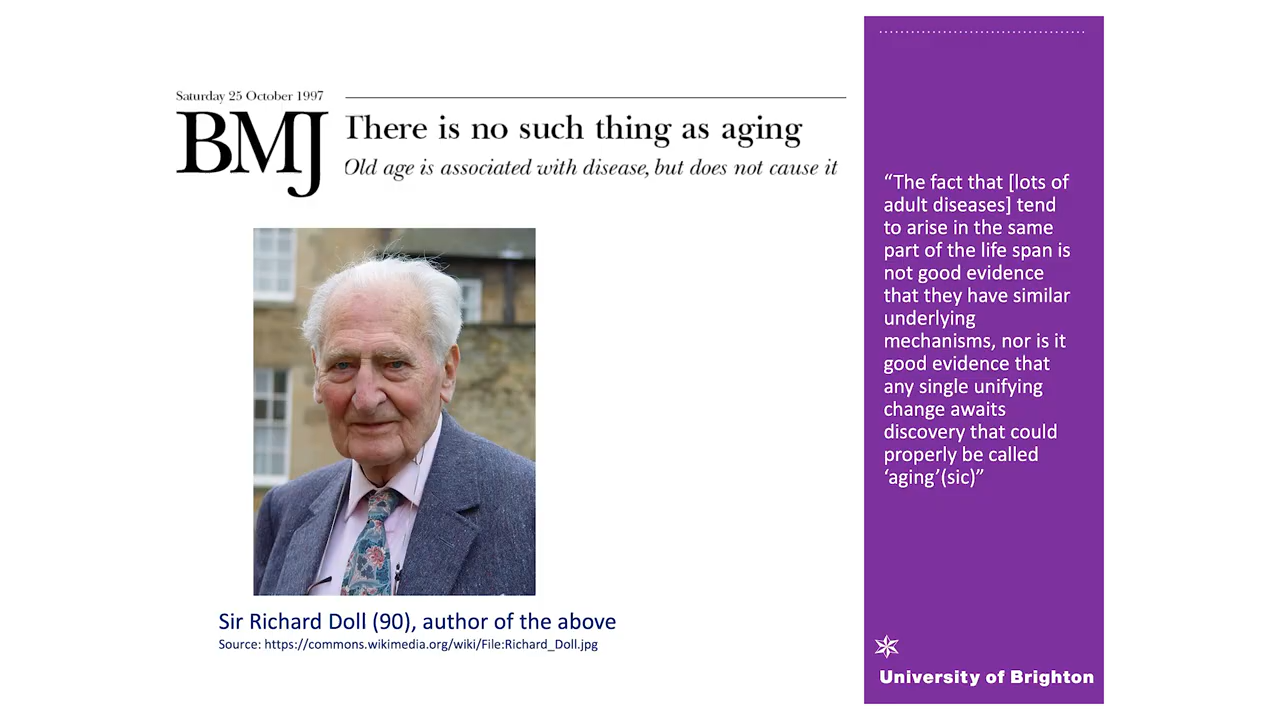 Saturday 25 October 1997
BMJ
There is no such thing as aging
Old age is associated with disease, but does not cause it
Sir Richard Doll (90), author of the above
Source: https://commons.wikimedia.org/wiki/File:Richard_Doll.jpg
“The fact that [lots of
adult diseases] tend
to arise in the same
part of the life span is
not good evidence
that they have similar
underlying
mechanisms, nor is it
good evidence that
any single unifying
change awaits
discovery that could
properly be called
‘aging’(sic)”
University of Brighton